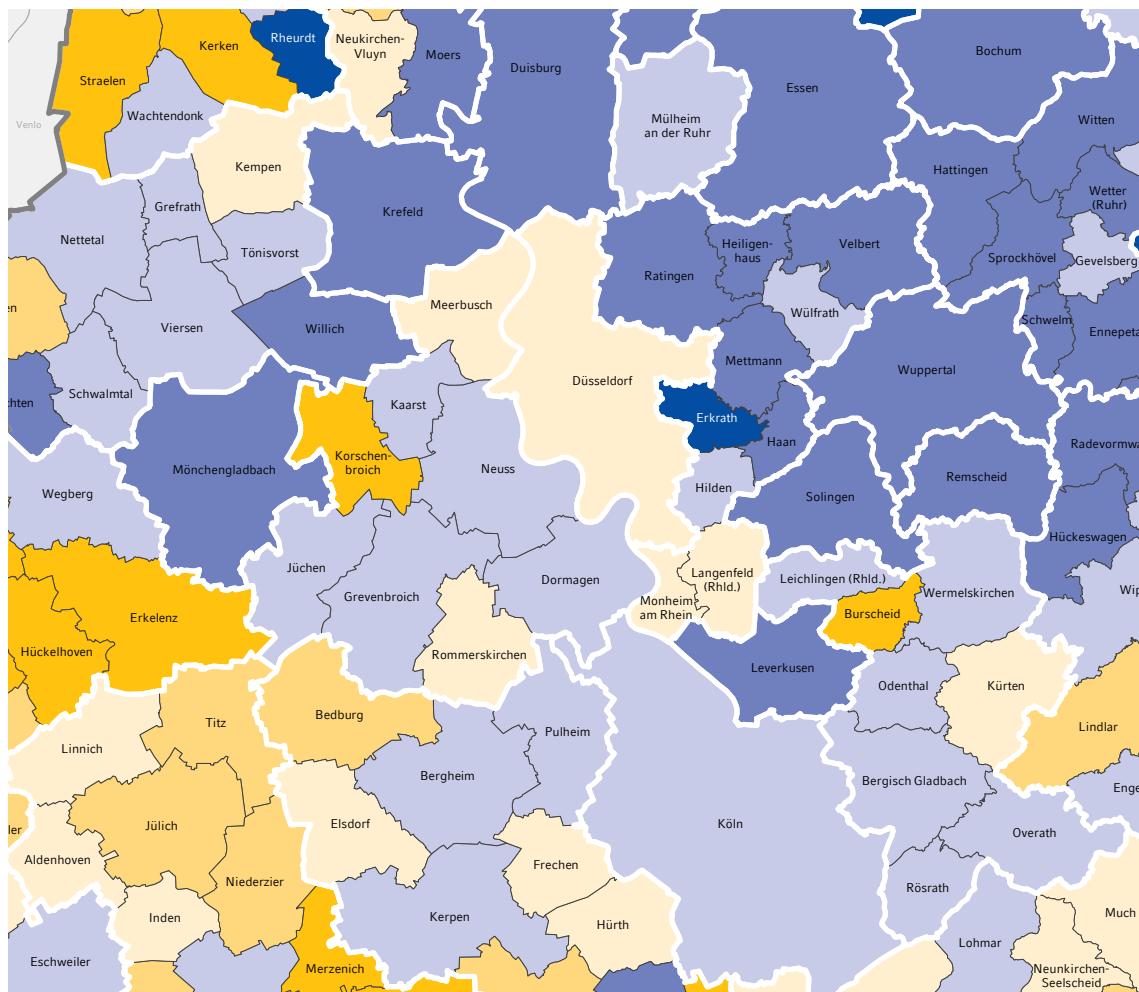 Straelen
Kerken
Rheurdt
Neukirchen-
Vluyn
Moers
Duisburg
Essen
Bochum
Venlo
Wachtendonk
Mülheim
an der Ruhr
Witten
Kempen
Hattingen
Wetter
(Ruhr)
Grefrath
Krefeld
Nettetal
Tönisvorst
Heiligen-
haus
Velbert
Sprockhövel
Gevelsberg
Ratingen
en
Meerbusch
Wülfrath
Schwelm
Viersen
Willich
Ennepeta
Mettmann
Wuppertal
Düsseldorf
Schwalmtal
chten
Kaarst
Erkrath
Haan
Radevormwa
Korschen-
broich
Mönchengladbach
Neuss
Remscheid
Wegberg
Hilden
Solingen
Hückeswagen
Jüchen
Dormagen
Langenfeld
(Rhld.)
Leichlingen (Rhld.)
Wip
Grevenbroich
Wermelskirchen
Monheim
am Rhein
Burscheid
Erkelenz
Hückelhoven
Rommerskirchen
Leverkusen
Odenthal
Kürten
Bedburg
Titz
Lindlar
Linnich
Pulheim
Bergheim
Bergisch Gladbach
Enge
Elsdorf
Köln
Jülich
ler
Overath
Aldenhoven
Frechen
Niederzier
Rösrath
Inden
Kerpen
Hürth
Much
Lohmar
Eschweiler
Merzenich
Neunkirchen-
Seelscheid